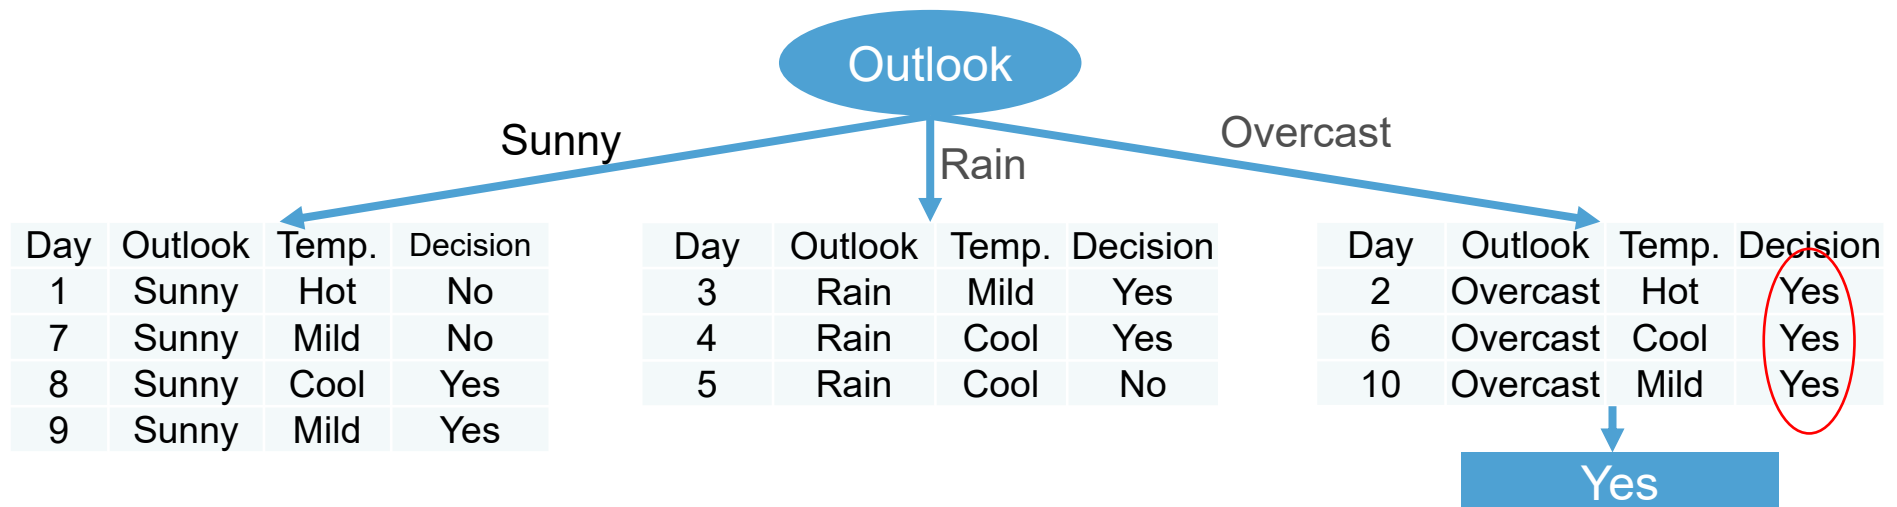 Outlook
Sunny
Rain
Overcast
Day Outlook Temp. Decision
1 Sunny Hot No
7 Sunny Mild No
8 Sunny Cool Yes
9 Sunny Mild Yes
Day Outlook Temp. Decision
3 Rain Mild Yes
4 Rain Cool Yes
5 Rain Cool No
Day Outlook Temp. Decision
2 Overcast Hot Yes
6 Overcast Cool Yes
10 Overcast Mild Yes
Yes